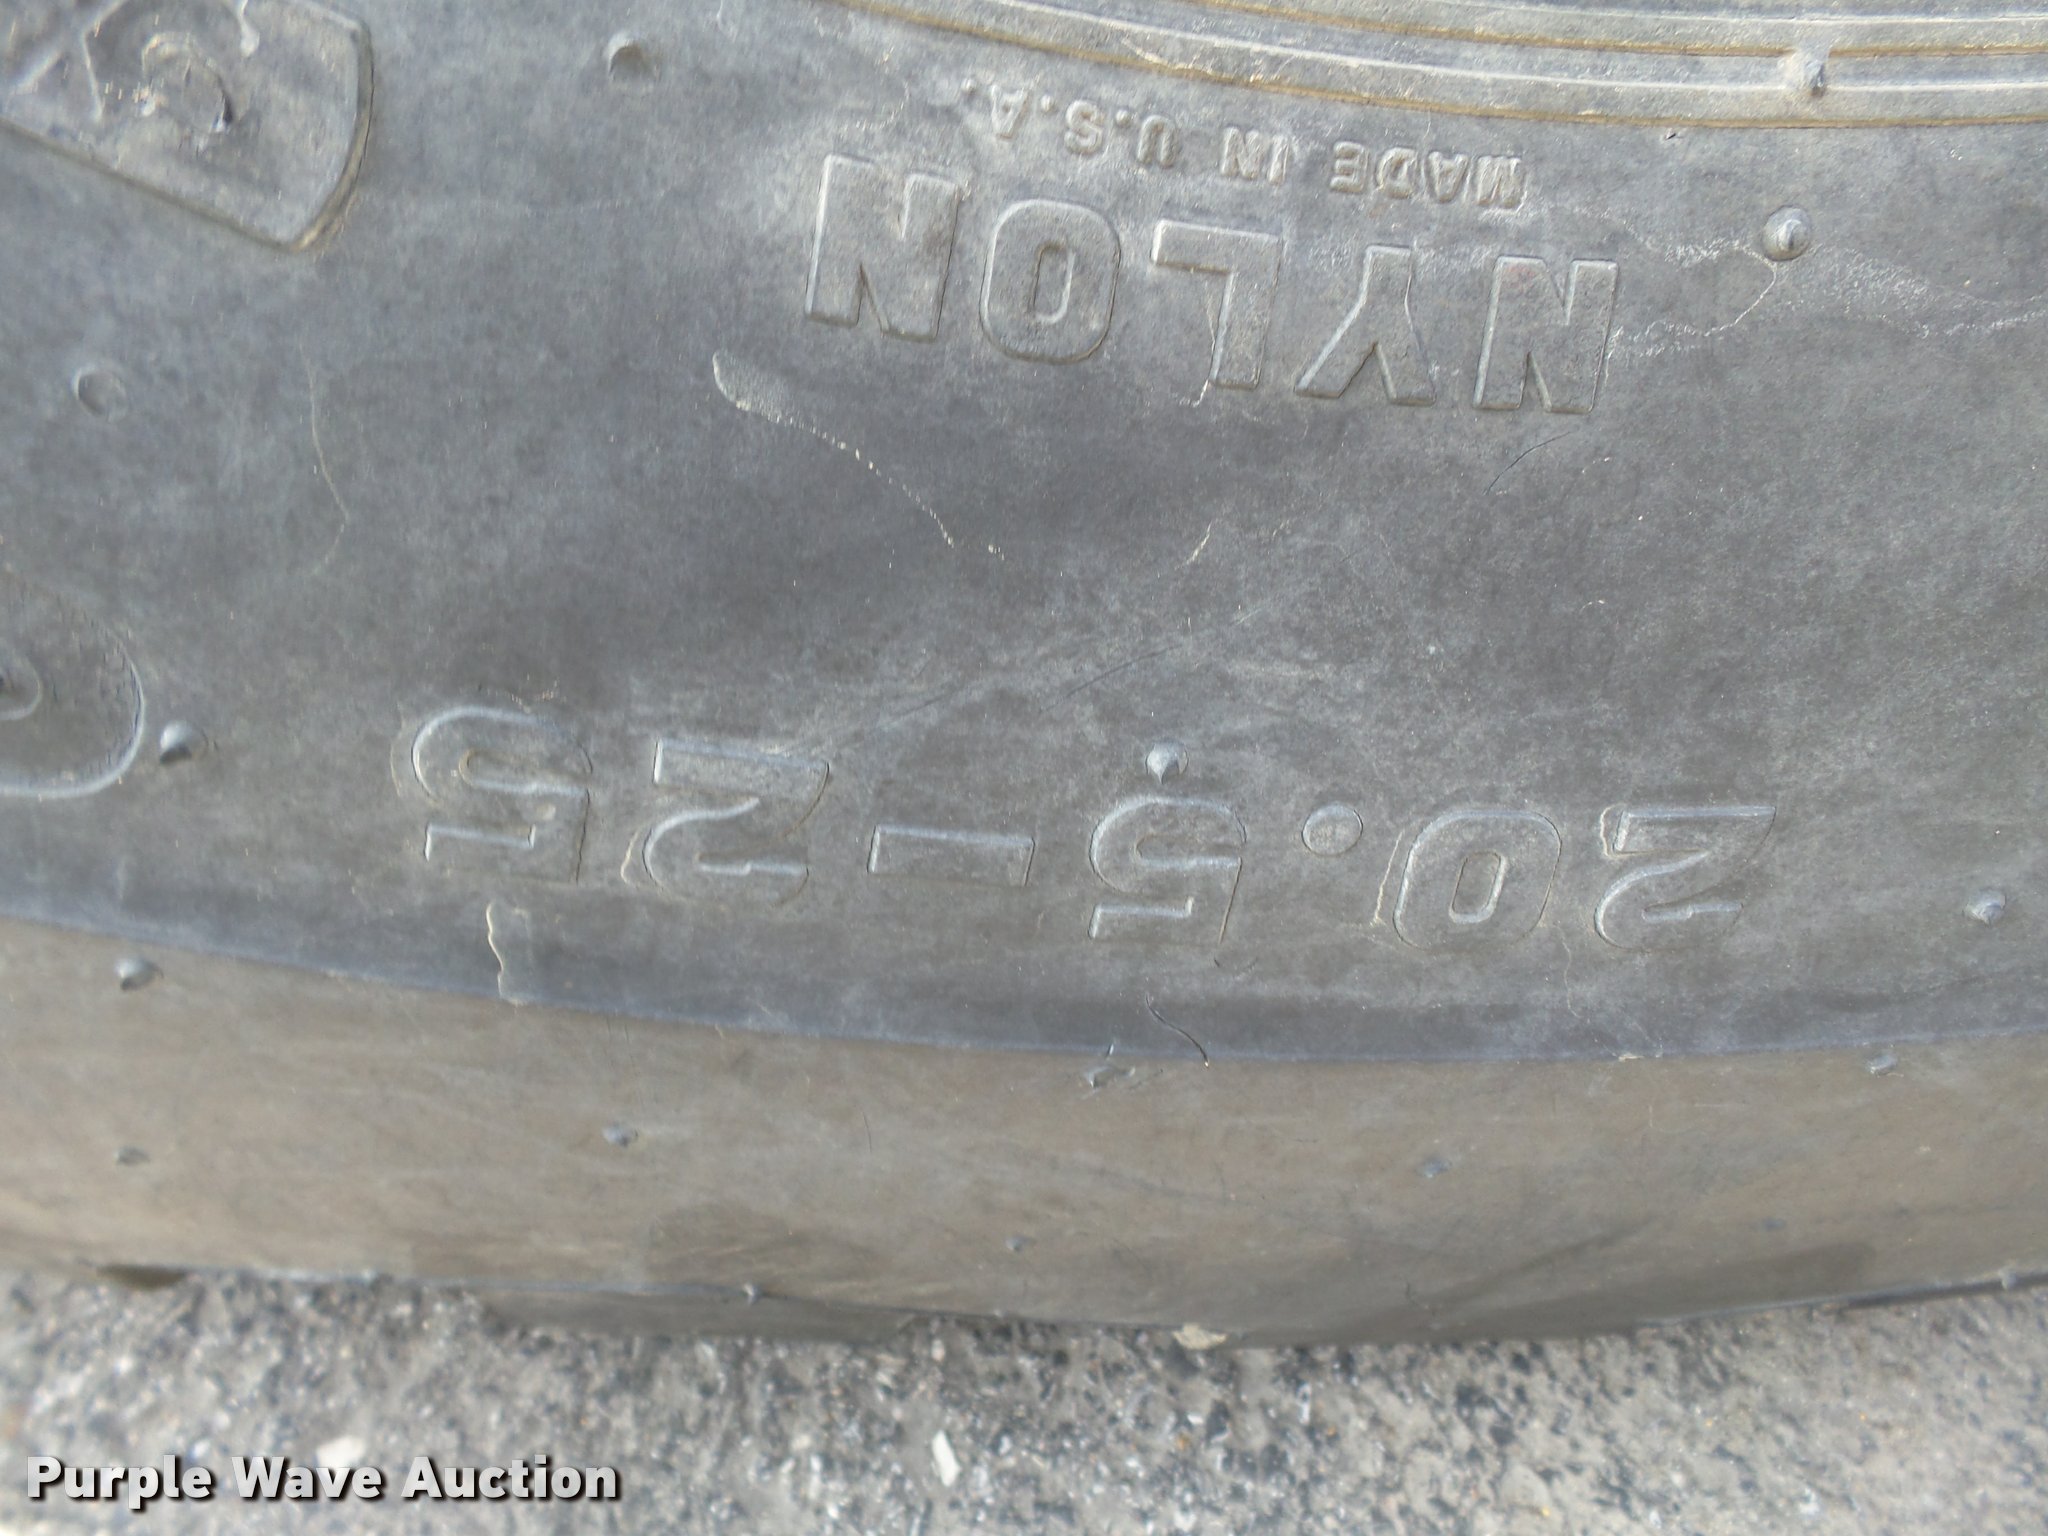 20.5-25
NYLON
MADE IN U.S.A.
Purple Wave Auction